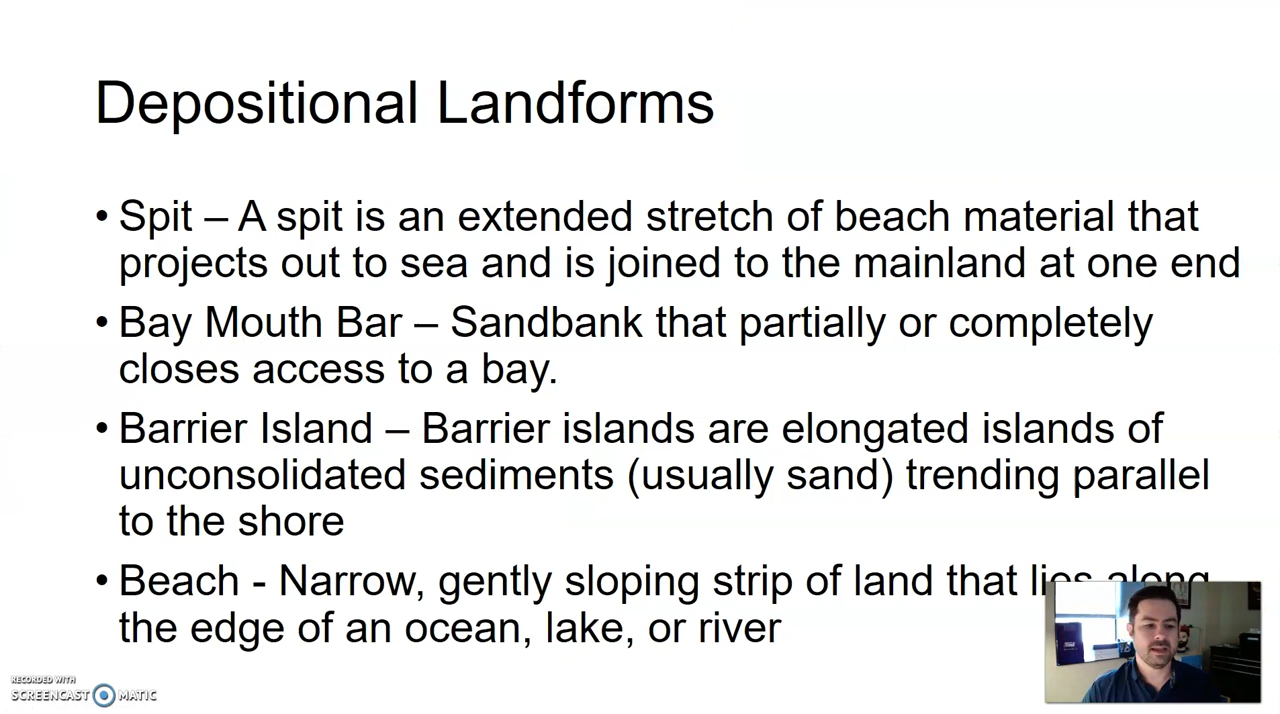 Depositional Landforms
• Spit – A spit is an extended stretch of beach material that
projects out to sea and is joined to the mainland at one end
• Bay Mouth Bar – Sandbank that partially or completely
closes access to a bay.
• Barrier Island – Barrier islands are elongated islands of
unconsolidated sediments (usually sand) trending parallel
to the shore
• Beach - Narrow, gently sloping strip of land that lies along
the edge of an ocean, lake, or river
RECORDED WITH
SCREENCAST MATIC